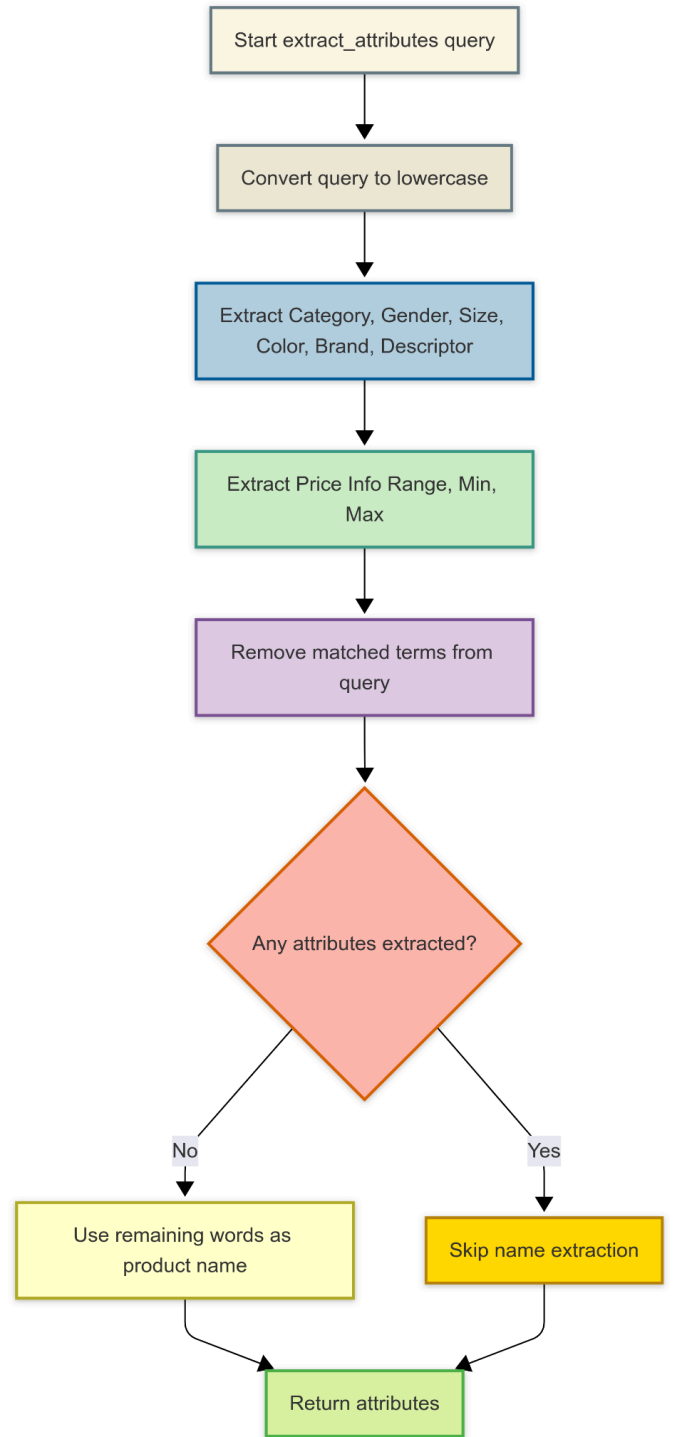 Start extract_attributes query
Convert query to lowercase
Extract Category, Gender, Size,
Color, Brand, Descriptor
Extract Price Info Range, Min,
Max
Remove matched terms from
query
Any attributes extracted?
No
Yes
Use remaining words as
product name
Skip name extraction
Return attributes